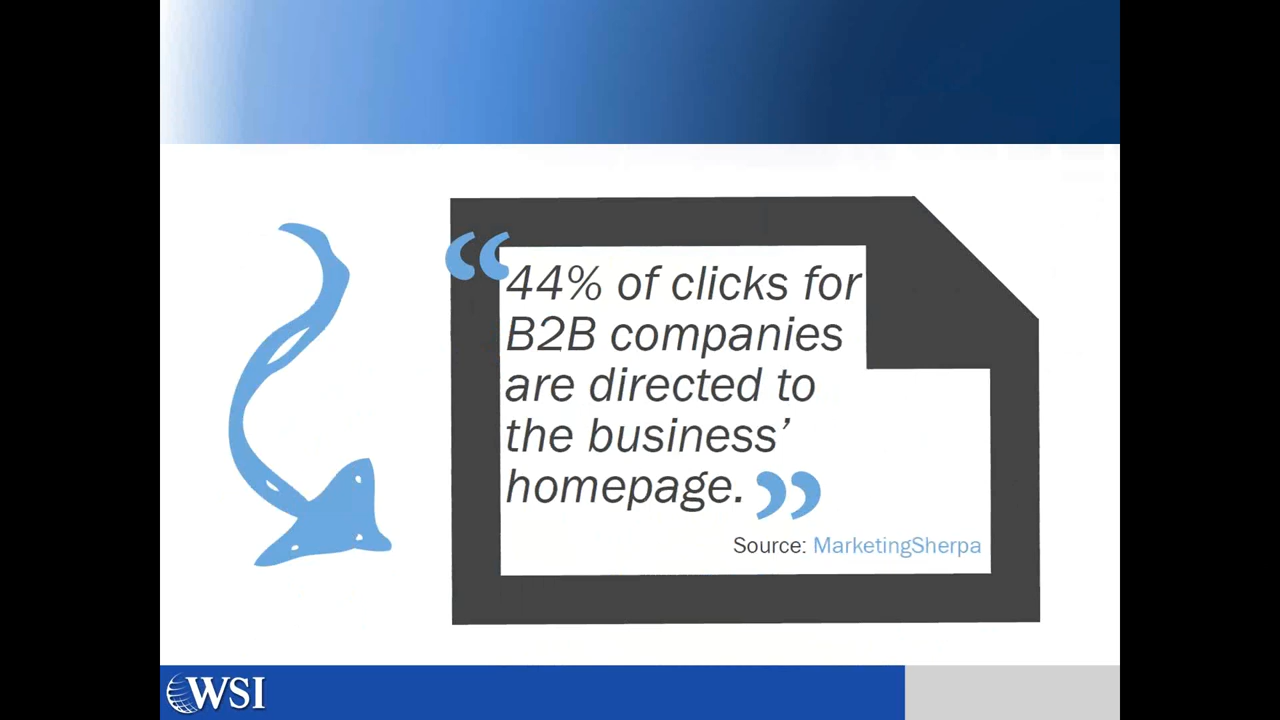 “44% of clicks for
B2B companies
are directed to
the business’
homepage.”
Source: MarketingSherpa
WSI